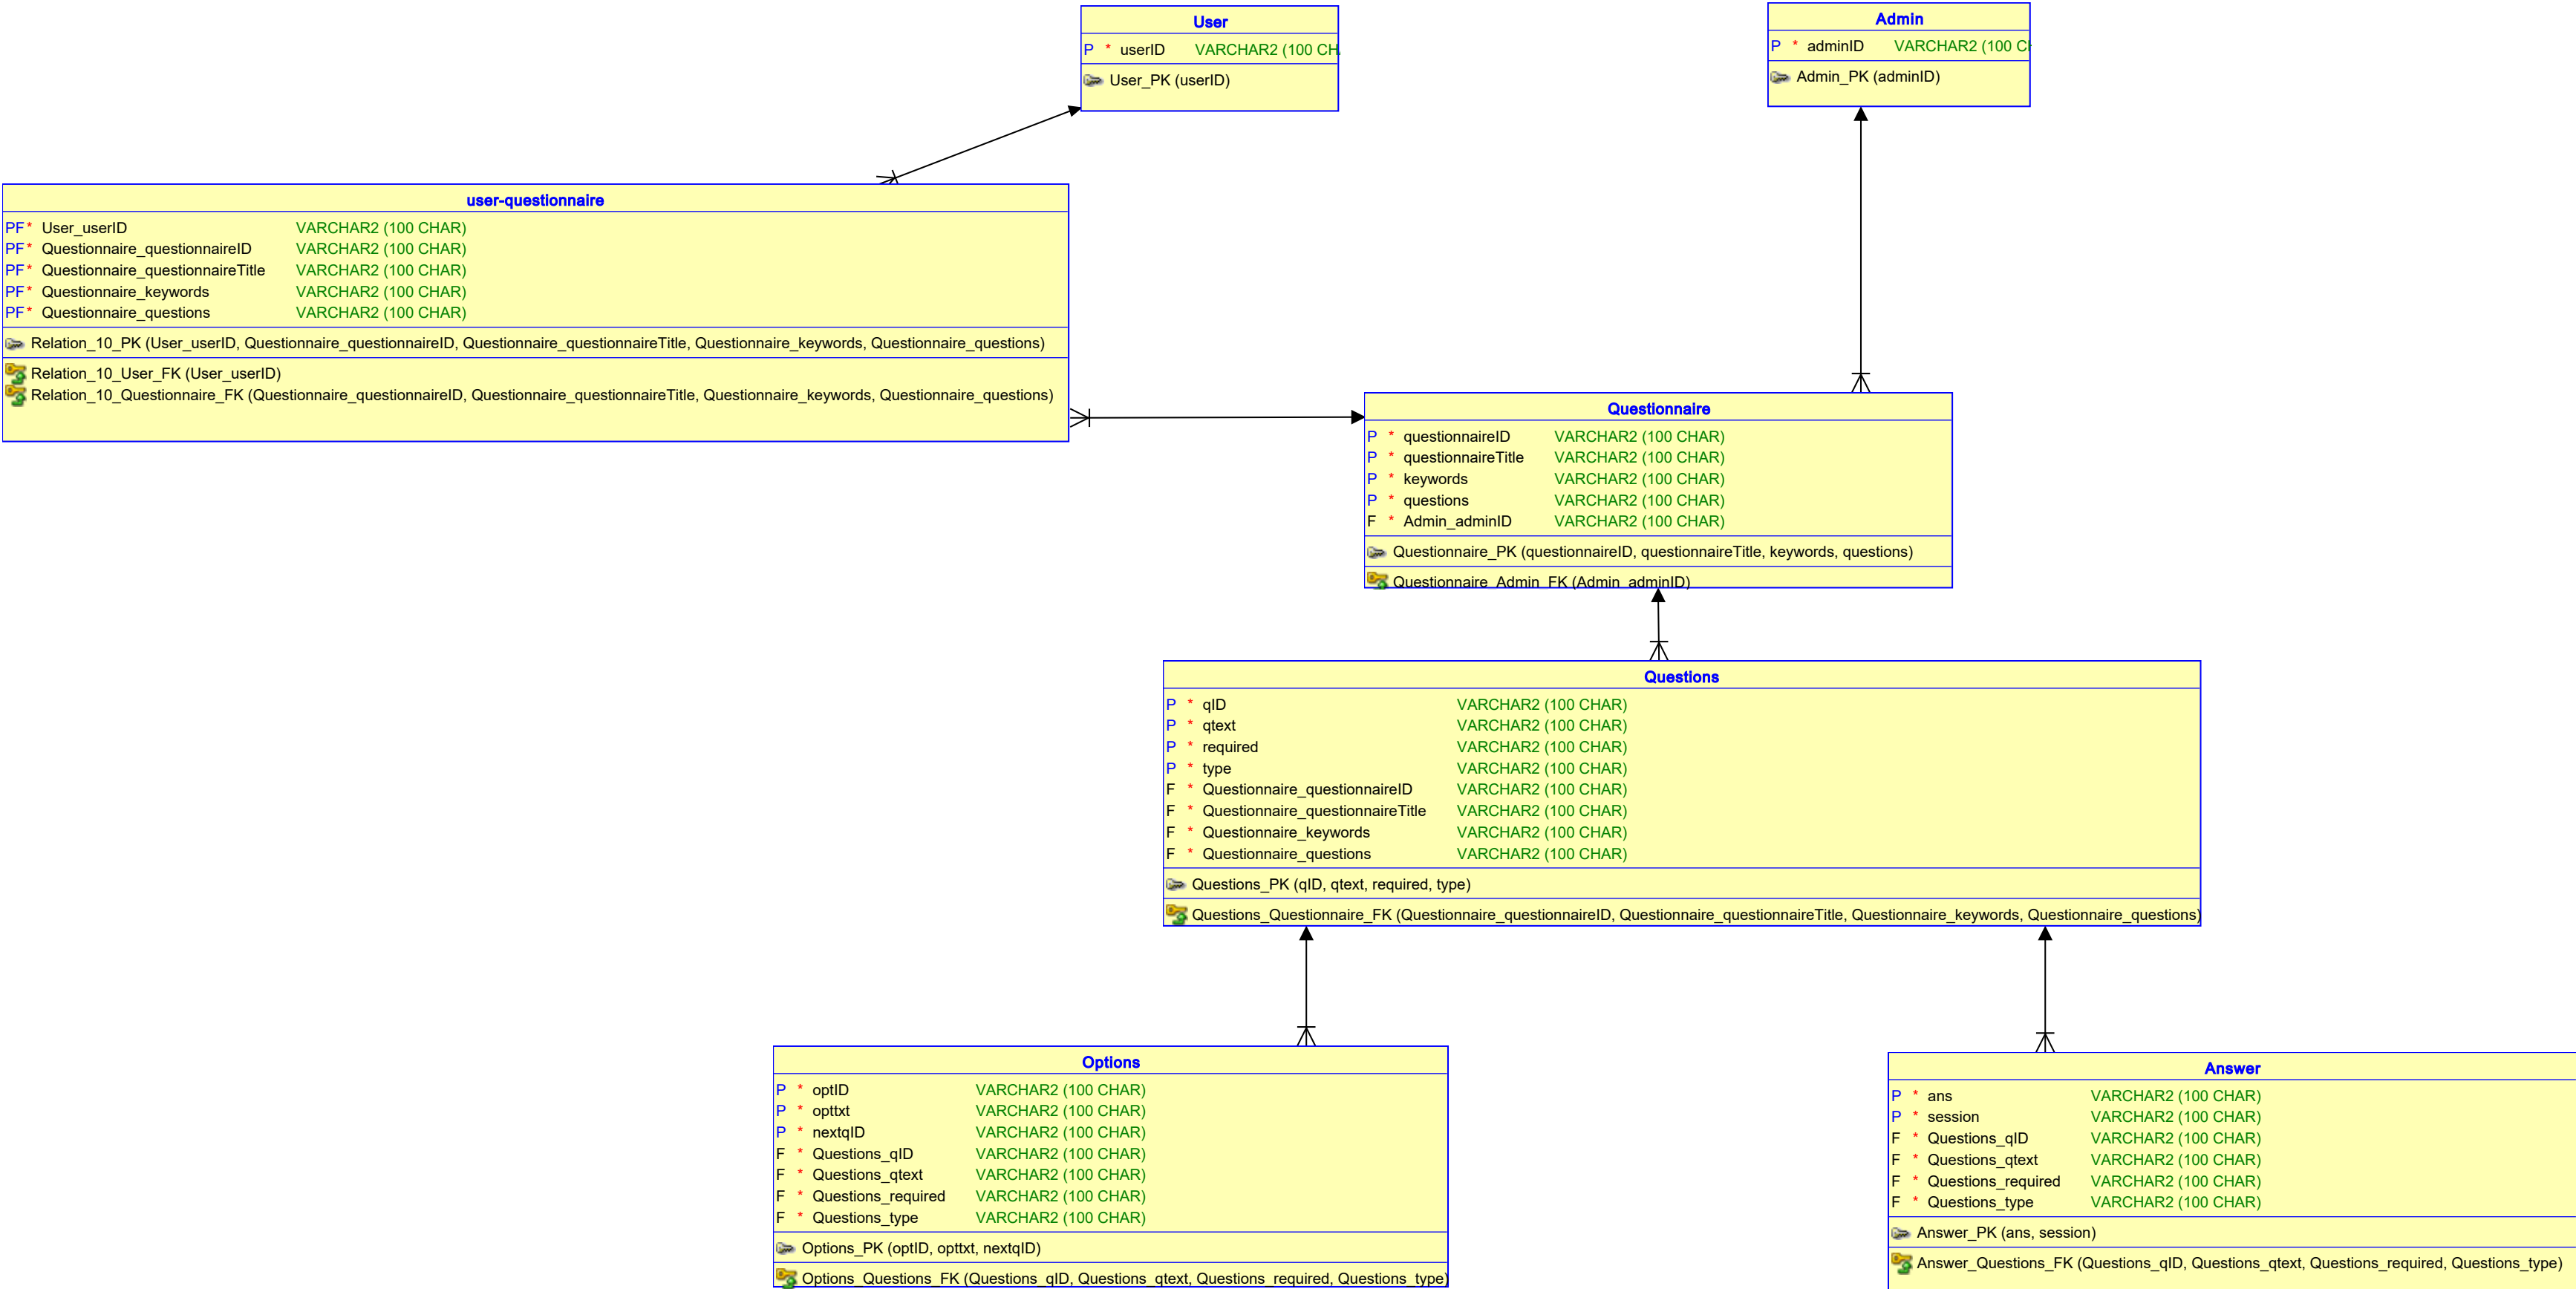 User
P * userID VARCHAR2 (100 CH
User_PK (userID)
Admin
P * adminID VARCHAR2 (100 C
Admin_PK (adminID)
user-questionnaire
PF * User_userID VARCHAR2 (100 CHAR)
PF * Questionnaire_questionnaireID VARCHAR2 (100 CHAR)
PF * Questionnaire_questionnaireTitle VARCHAR2 (100 CHAR)
PF * Questionnaire_keywords VARCHAR2 (100 CHAR)
PF * Questionnaire_questions VARCHAR2 (100 CHAR)
Relation_10_PK (User_userID, Questionnaire_questionnaireID, Questionnaire_questionnaireTitle, Questionnaire_keywords, Questionnaire_questions)
Relation_10_User_FK (User_userID)
Relation_10_Questionnaire_FK (Questionnaire_questionnaireID, Questionnaire_questionnaireTitle, Questionnaire_keywords, Questionnaire_questions)
Questionnaire
P * questionnaireID VARCHAR2 (100 CHAR)
P * questionnaireTitle VARCHAR2 (100 CHAR)
P * keywords VARCHAR2 (100 CHAR)
P * questions VARCHAR2 (100 CHAR)
F * Admin_adminID VARCHAR2 (100 CHAR)
Questionnaire_PK (questionnaireID, questionnaireTitle, keywords, questions)
Questionnaire_Admin_FK (Admin_adminID)
Questions
P * qID VARCHAR2 (100 CHAR)
P * qtext VARCHAR2 (100 CHAR)
P * required VARCHAR2 (100 CHAR)
P * type VARCHAR2 (100 CHAR)
F * Questionnaire_questionnaireID VARCHAR2 (100 CHAR)
F * Questionnaire_questionnaireTitle VARCHAR2 (100 CHAR)
F * Questionnaire_keywords VARCHAR2 (100 CHAR)
F * Questionnaire_questions VARCHAR2 (100 CHAR)
Questions_PK (qID, qtext, required, type)
Questions_Questionnaire_FK (Questionnaire_questionnaireID, Questionnaire_questionnaireTitle, Questionnaire_keywords, Questionnaire_questions)
Options
P * optID VARCHAR2 (100 CHAR)
P * opttxt VARCHAR2 (100 CHAR)
P * nextqID VARCHAR2 (100 CHAR)
F * Questions_qID VARCHAR2 (100 CHAR)
F * Questions_qtext VARCHAR2 (100 CHAR)
F * Questions_required VARCHAR2 (100 CHAR)
F * Questions_type VARCHAR2 (100 CHAR)
Options_PK (optID, opttxt, nextqID)
Options_Questions_FK (Questions_qID, Questions_qtext, Questions_required, Questions_type)
Answer
P * ans VARCHAR2 (100 CHAR)
P * session VARCHAR2 (100 CHAR)
F * Questions_qID VARCHAR2 (100 CHAR)
F * Questions_qtext VARCHAR2 (100 CHAR)
F * Questions_required VARCHAR2 (100 CHAR)
F * Questions_type VARCHAR2 (100 CHAR)
Answer_PK (ans, session)
Answer_Questions_FK (Questions_qID, Questions_qtext, Questions_required, Questions_type)